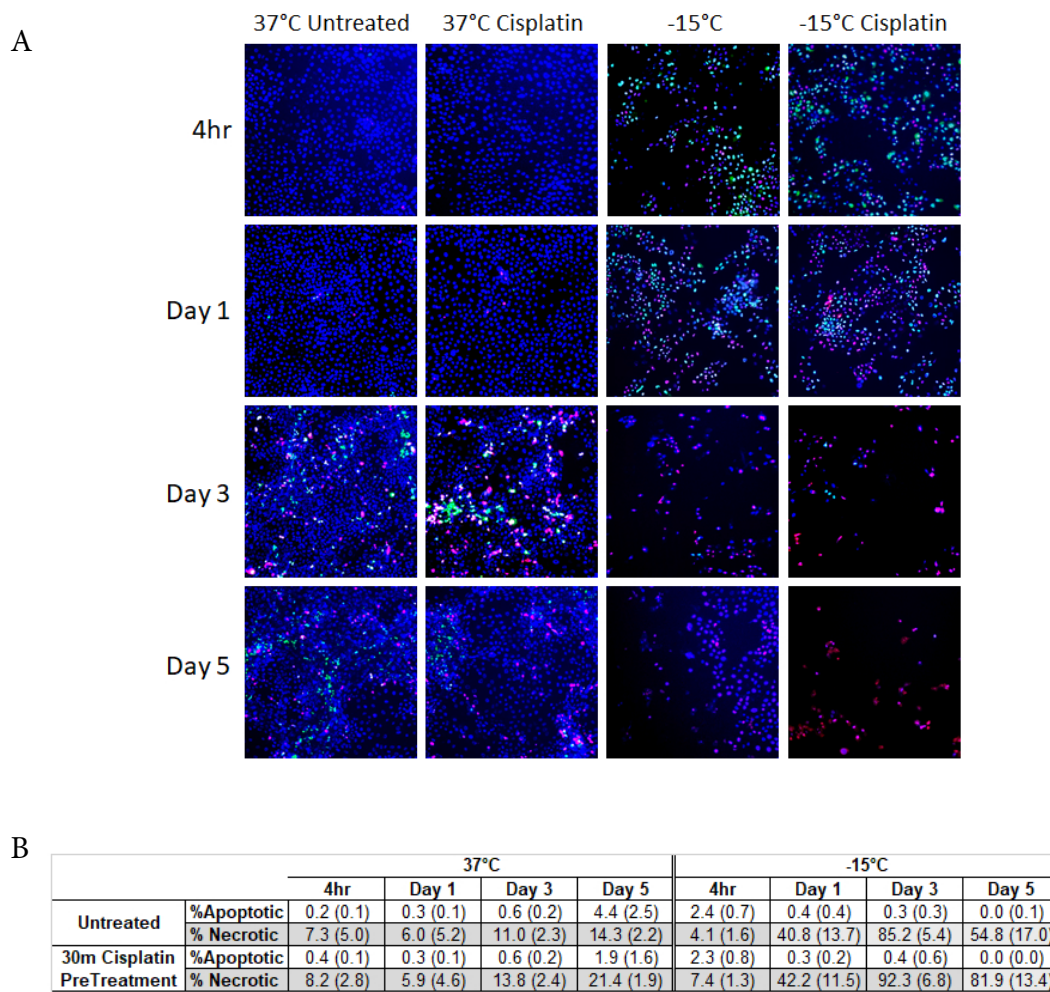 A
37°C Untreated 37°C Cisplatin -15°C -15°C Cisplatin
4hr
Day 1
Day 3
Day 5
B
37°C -15°C
4hr Day 1 Day 3 Day 5 4hr Day 1 Day 3 Day 5
Untreated %Apoptotic 0.2 (0.1) 0.3 (0.1) 0.6 (0.2) 4.4 (2.5) 2.4 (0.7) 0.4 (0.4) 0.3 (0.3) 0.0 (0.1)
% Necrotic 7.3 (5.0) 6.0 (5.2) 11.0 (2.3) 14.3 (2.2) 4.1 (1.6) 40.8 (13.7) 85.2 (5.4) 54.8 (17.0)
30m Cisplatin %Apoptotic 0.4 (0.1) 0.3 (0.1) 0.6 (0.2) 1.9 (1.6) 2.3 (0.8) 0.3 (0.2) 0.4 (0.6) 0.0 (0.0)
PreTreatment % Necrotic 8.2 (2.8) 5.9 (4.6) 13.8 (2.4) 21.4 (1.9) 7.4 (1.3) 42.2 (11.5) 92.3 (6.8) 81.9 (13.4)